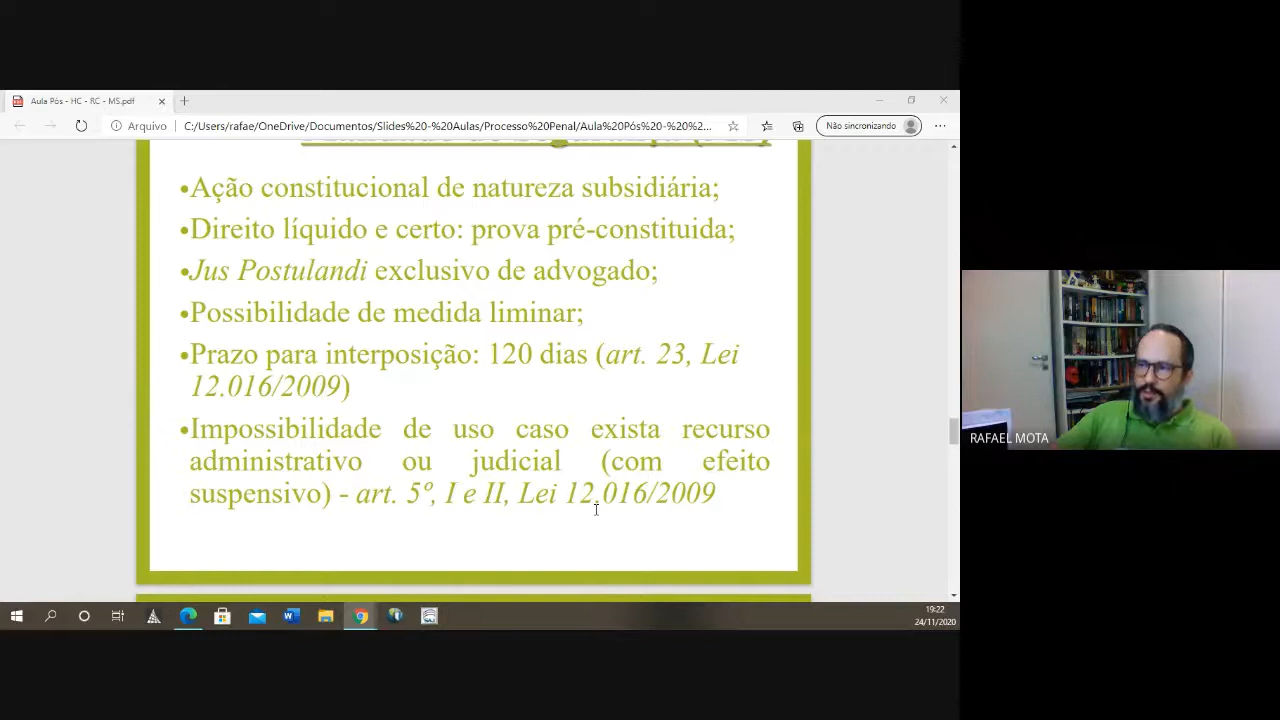 Aula Pós - HC - RC - MS.pdf
Arquivo
C:/Users/rafae/OneDrive/Documentos/Slides%20-%20Aulas/Processo%20Penal/Aula%20Pós%20-%20%2...
Não sincronizando
•Ação constitucional de natureza subsidiária;
•Direito líquido e certo: prova pré-constituida;
•Jus Postulandi exclusivo de advogado;
•Possibilidade de medida liminar;
•Prazo para interposição: 120 dias (art. 23, Lei
12.016/2009)
•Impossibilidade de uso caso exista recurso
administrativo ou judicial (com efeito
suspensivo) - art. 5º, I e II, Lei 12.016/2009
RAFAEL MOTA
19:22
24/11/2020